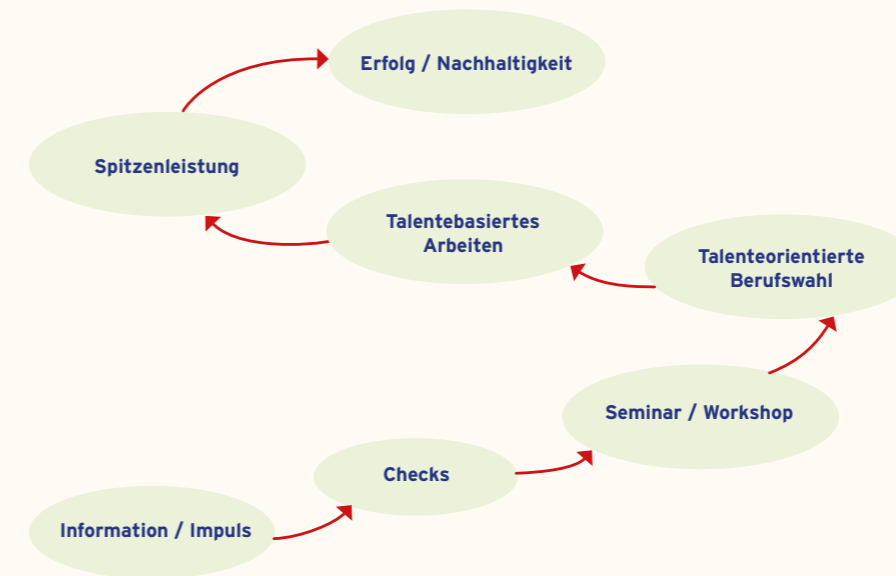 Erfolg / Nachhaltigkeit
Spitzenleistung
Talentebasiertes
Arbeiten
Talenteorientierte
Berufswahl
Seminar / Workshop
Checks
Information / Impuls